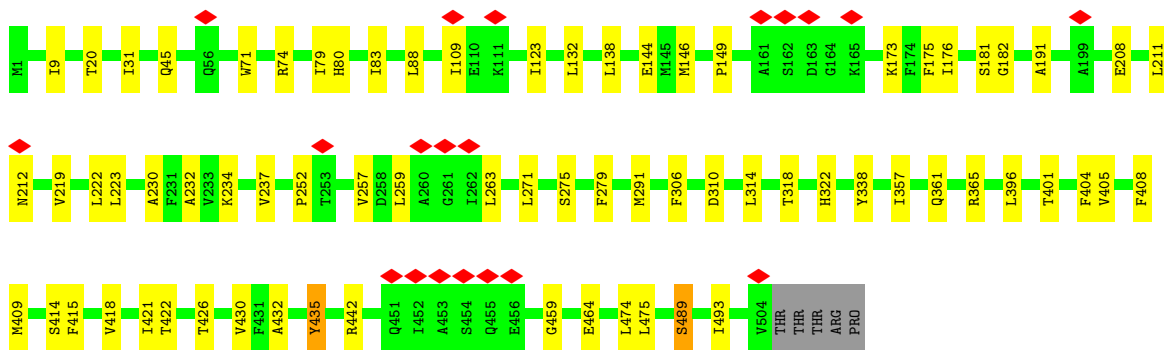 M1 I9 T20 I31 Q45 Q56 W71 R74 I79 H80 I83 L88 I109 E110 K111 I123 L132 L138 E144 M145 M146 P149 A161 S162 D163 G164 K165 K173 F174 F175 I176 S181 G182 A191 A199 E208 L211
N212 V219 L222 L223 A230 F231 A232 V233 K234 V237 P252 T253 V257 D258 L259 A260 G261 I262 L263 L271 S275 F279 M291 F306 D310 L314 T318 H322 Y338 I357 Q361 R365 L396 T401 F404 V405 F408
M409 S414 F415 V418 I421 T422 T426 V430 F431 A432 Y435 R442 Q451 I452 A453 S454 Q455 E456 G459 E464 L474 L475 S489 I493 V504 THR THR THR ARG PRO